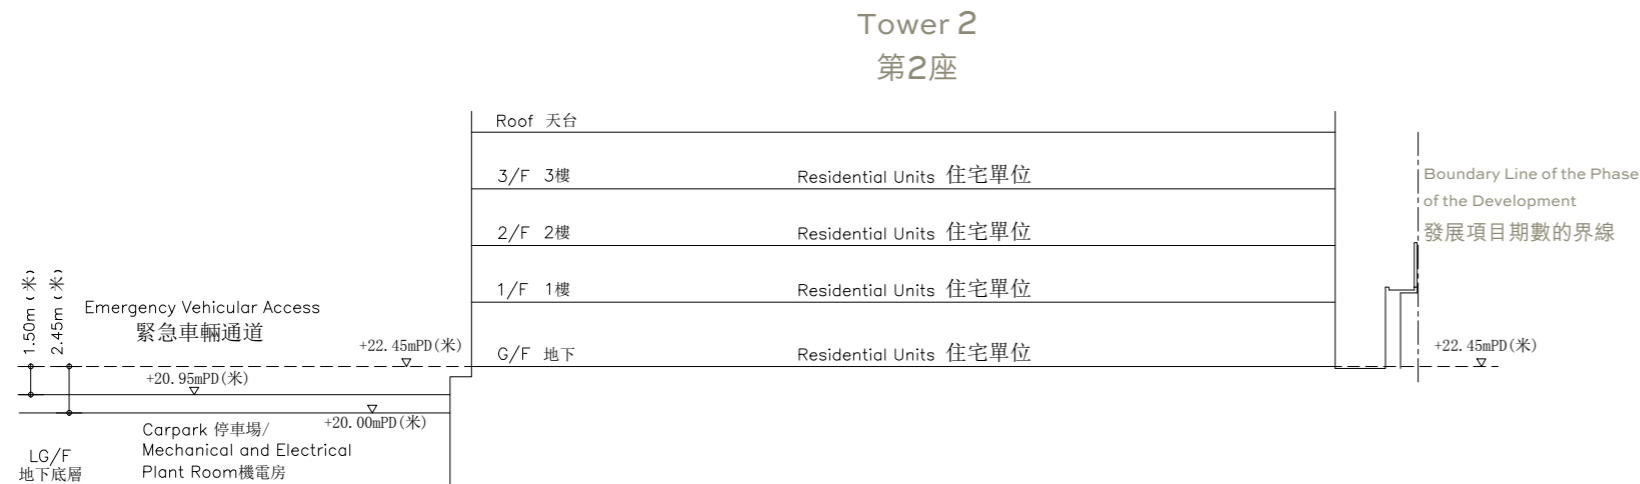 Tower 2
第2座
Roof 天台
3/F 3樓 Residential Units 住宅單位
Boundary Line of the Phase
of the Development
發展項目期數的界線
2/F 2樓 Residential Units 住宅單位
1/F 1樓 Residential Units 住宅單位
1.50m (米)
2.45m (米)
Emergency Vehicular Access
緊急車輛通道
+22.45mPD(米)
G/F 地下 Residential Units 住宅單位
+22.45mPD(米)
+20.95mPD(米)
+20.00mPD(米)
Carpark 停車場/
Mechanical and Electrical
Plant Room機電房
LG/F
地下底層